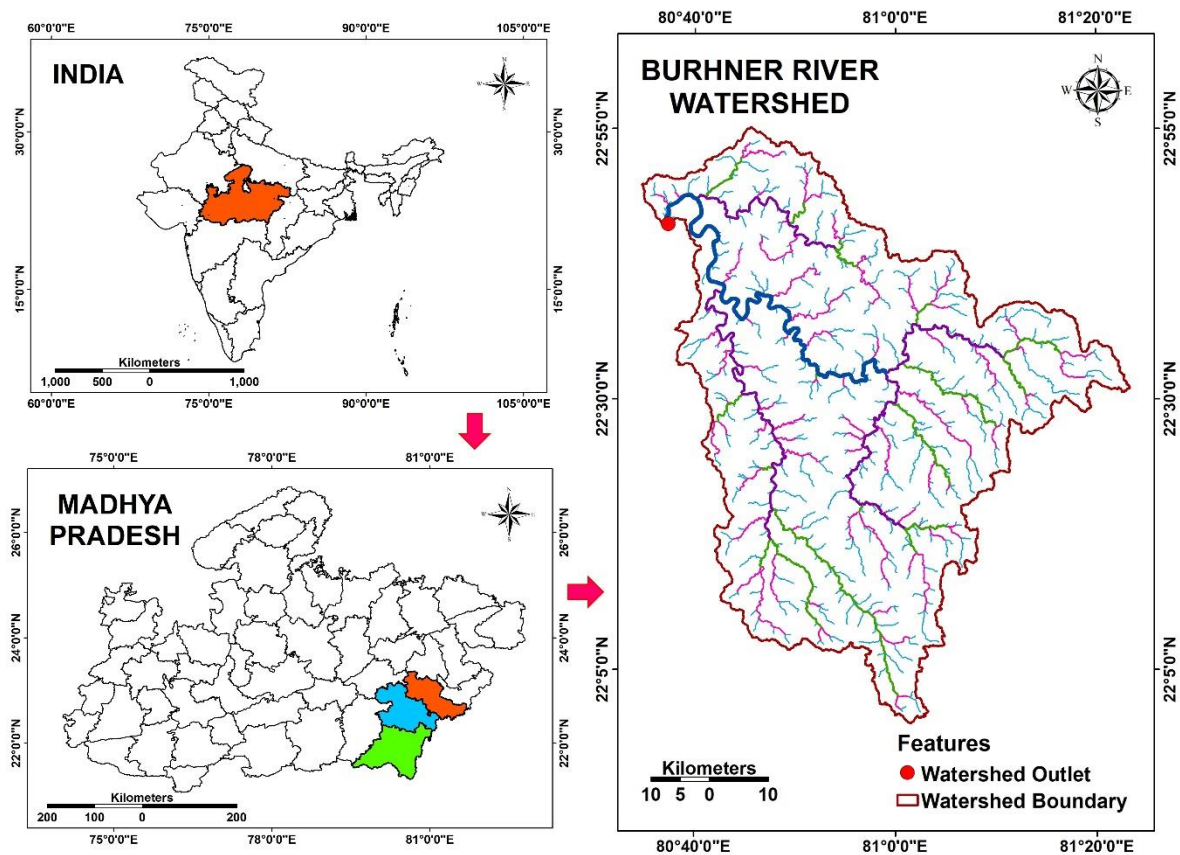 60°0'0"E 75°0'0"E 90°0'0"E 105°0'0"E
INDIA
N
W E
S
30°0'0"N 30°0'0"N
15°0'0"N 15°0'0"N
Kilometers
1,000 500 0 1,000
60°0'0"E 75°0'0"E 90°0'0"E 105°0'0"E
75°0'0"E 78°0'0"E 81°0'0"E
MADHYA
PRADESH
N
W E
S
26°0'0"N 26°0'0"N
24°0'0"N 24°0'0"N
22°0'0"N 22°0'0"N
Kilometers
200 100 0 200
75°0'0"E 78°0'0"E 81°0'0"E
80°40'0"E 81°0'0"E 81°20'0"E
BURHNER RIVER
WATERSHED
N
W E
S
22°55'0"N 22°55'0"N
22°30'0"N 22°30'0"N
22°5'0"N 22°5'0"N
Features
Watershed Outlet
Watershed Boundary
Kilometers
10 5 0 10
80°40'0"E 81°0'0"E 81°20'0"E